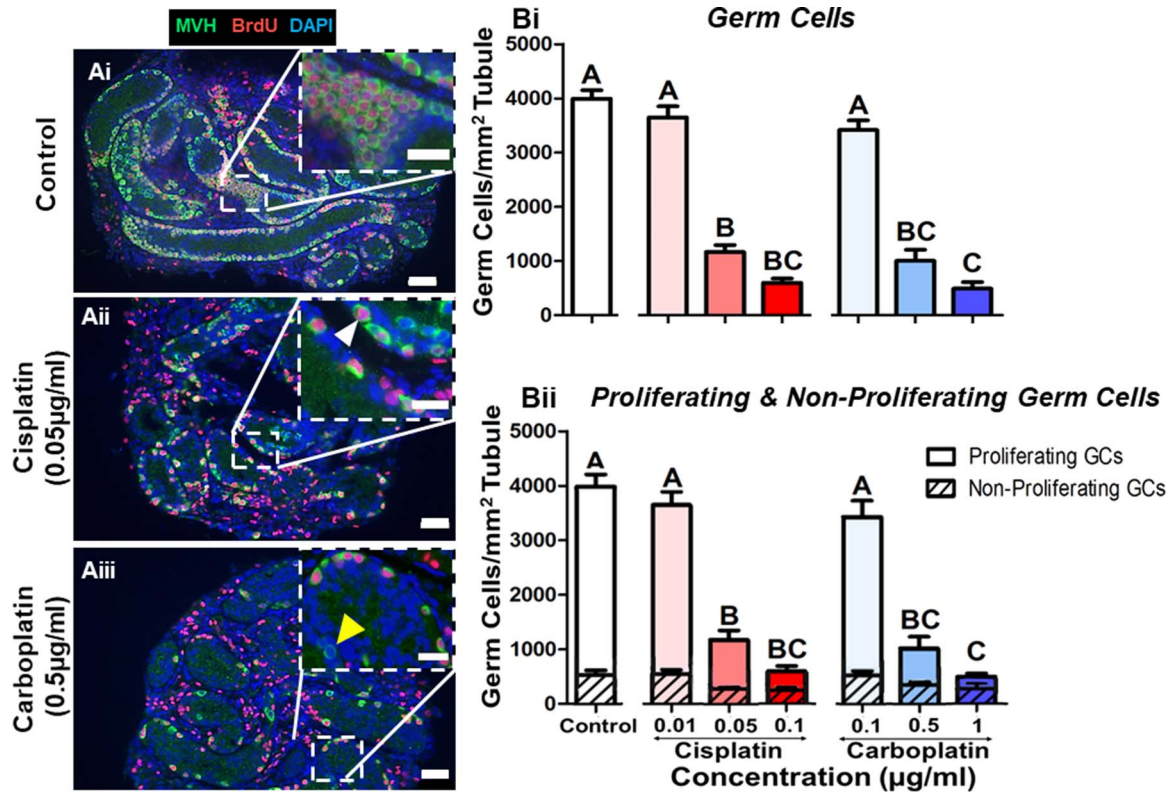 MVH BrdU DAPI
Ai
Control
Aii
Cisplatin
(0.05µg/ml)
Aiii
Carboplatin
(0.5µg/ml)
Bi Germ Cells
Germ Cells/mm² Tubule
5000
4000
3000
2000
1000
0
A
A
B
BC
A
BC
C
Bii Proliferating & Non-Proliferating Germ Cells
Germ Cells/mm² Tubule
5000
4000
3000
2000
1000
0
A
A
B
BC
A
BC
C
Proliferating GCs
Non-Proliferating GCs
Control 0.01 0.05 0.1 0.1 0.5 1
Cisplatin Carboplatin
Concentration (µg/ml)